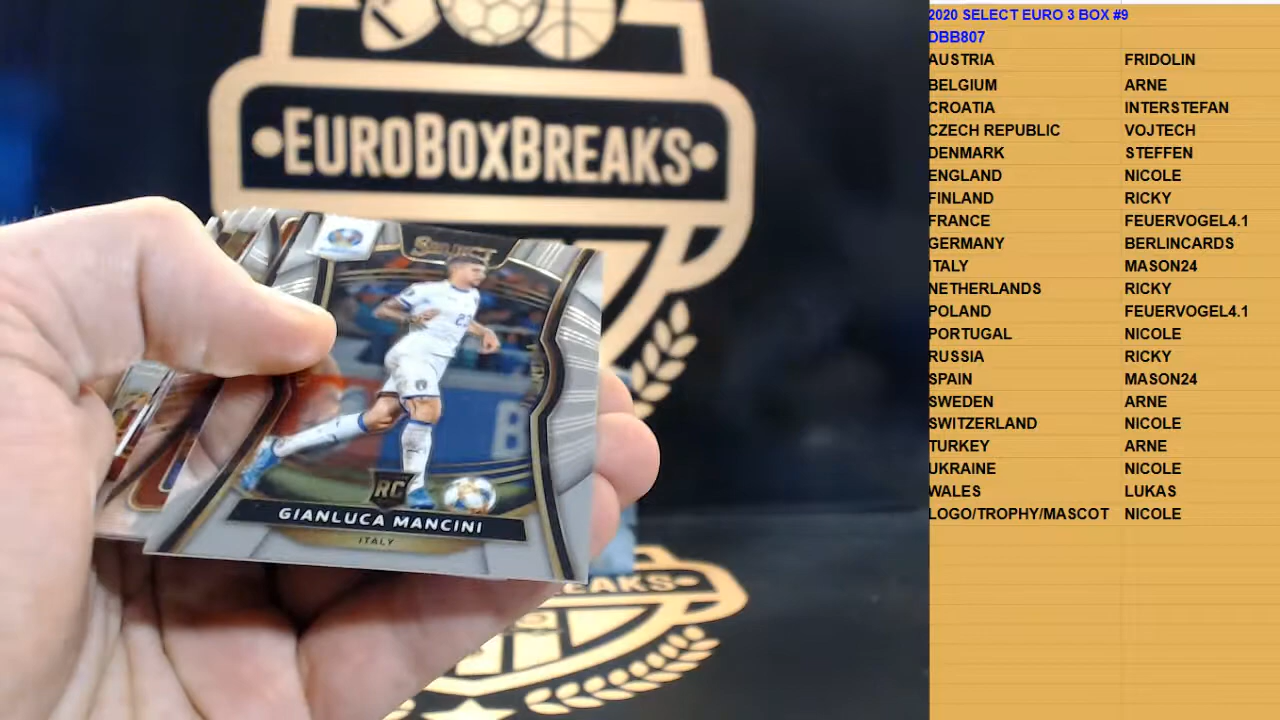 EUROBOXBREAKS
SELECT
RC
GIANLUCA MANCINI
ITALY
B
EAKS
2020 SELECT EURO 3 BOX #9
DBB807
AUSTRIA FRIDOLIN
BELGIUM ARNE
CROATIA INTERSTEFAN
CZECH REPUBLIC VOJTECH
DENMARK STEFFEN
ENGLAND NICOLE
FINLAND RICKY
FRANCE FEUERVOGEL4.1
GERMANY BERLINCARDS
ITALY MASON24
NETHERLANDS RICKY
POLAND FEUERVOGEL4.1
PORTUGAL NICOLE
RUSSIA RICKY
SPAIN MASON24
SWEDEN ARNE
SWITZERLAND NICOLE
TURKEY ARNE
UKRAINE NICOLE
WALES LUKAS
LOGO/TROPHY/MASCOT NICOLE